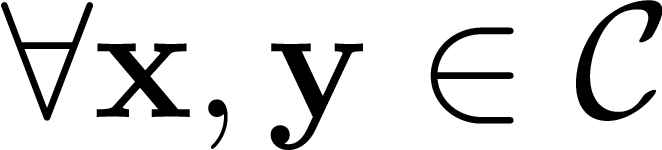 ∀𝐱, 𝐲 ∈ 𝒞